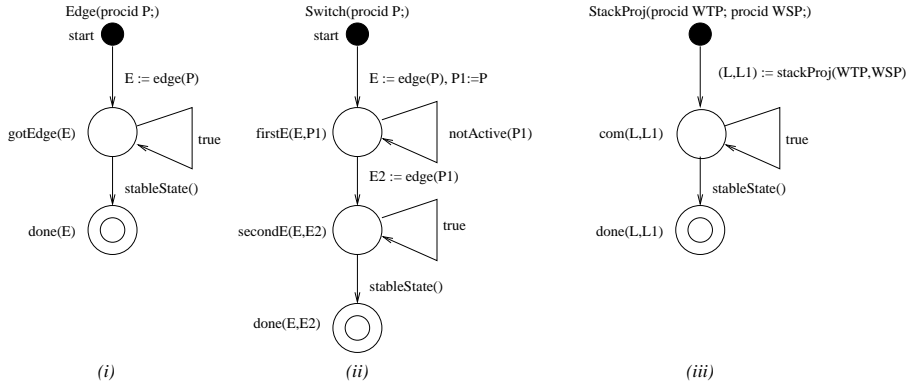 Edge(procid P;)
start
E := edge(P)
gotEdge(E)
true
stableState()
done(E)
(i)
Switch(procid P;)
start
E := edge(P), P1:=P
firstE(E,P1)
notActive(P1)
E2 := edge(P1)
secondE(E,E2)
true
stableState()
done(E,E2)
(ii)
StackProj(procid WTP; procid WSP;)
(L,L1) := stackProj(WTP,WSP)
com(L,L1)
true
stableState()
done(L,L1)
(iii)